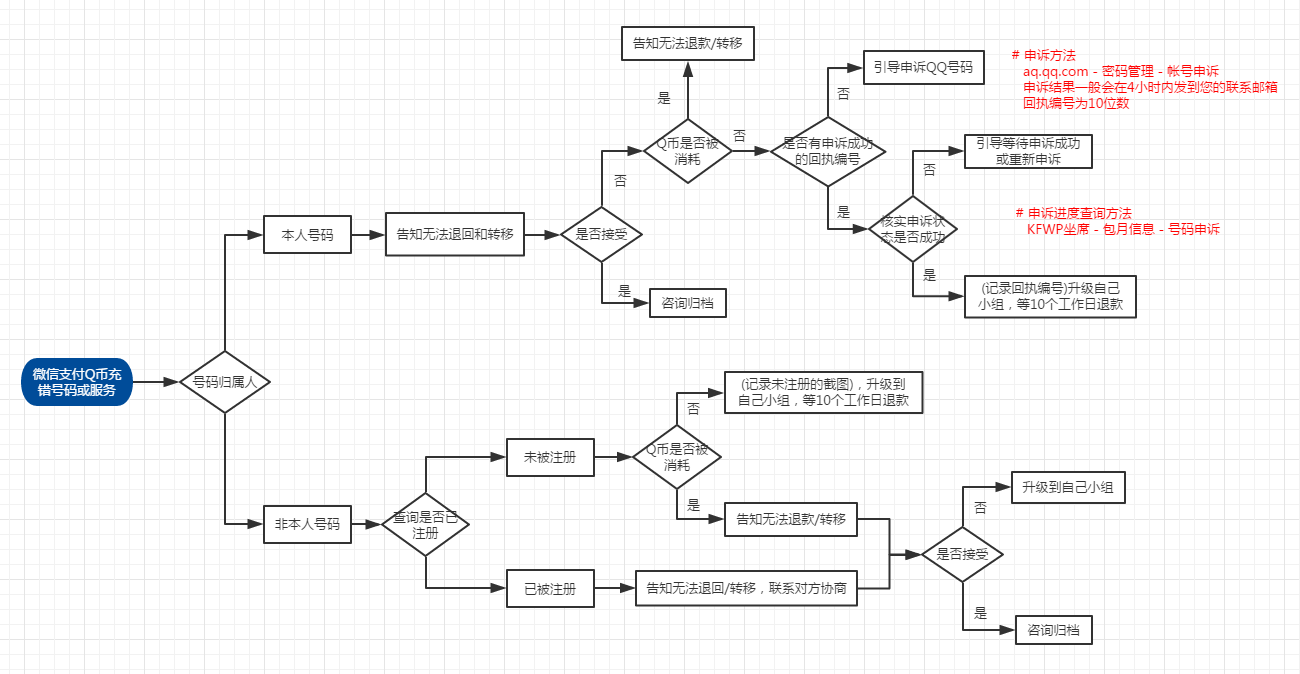 告知无法退款/转移
引导申诉QQ号码
# 申诉方法
aq.qq.com - 密码管理 - 帐号申诉
申诉结果一般会在4小时内发到您的联系邮箱
回执编号为10位数
是
否
Q币是否被
消耗
否
是否有申诉成功
的回执编号
引导等待申诉成功
或重新申诉
否
否
是
核实申诉状
态是否成功
# 申诉进度查询方法
KFWP坐席 - 包月信息 - 号码申诉
本人号码
告知无法退回和转移
是否接受
是
(记录回执编号)升级自己
小组，等10个工作日退款
是
咨询归档
微信支付Q币充
错号码或服务
号码归属人
(记录未注册的截图)，升级到
自己小组，等10个工作日退款
否
未被注册
Q币是否被
消耗
是
告知无法退款/转移
升级到自己小组
否
非本人号码
查询是否已
注册
是否接受
已被注册
告知无法退回/转移，联系对方协商
是
咨询归档